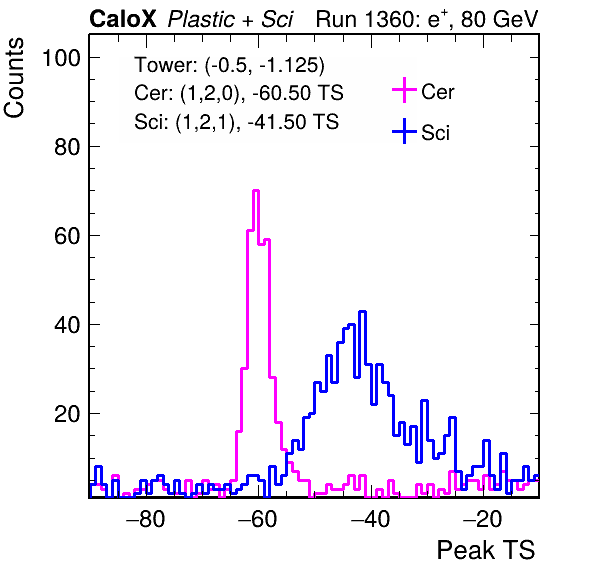 CaloX Plastic + Sci Run 1360: e⁺, 80 GeV
Counts
100
80
60
40
20
Tower: (-0.5, -1.125)
Cer: (1,2,0), -60.50 TS
Sci: (1,2,1), -41.50 TS
Cer
Sci
−80 −60 −40 −20
Peak TS